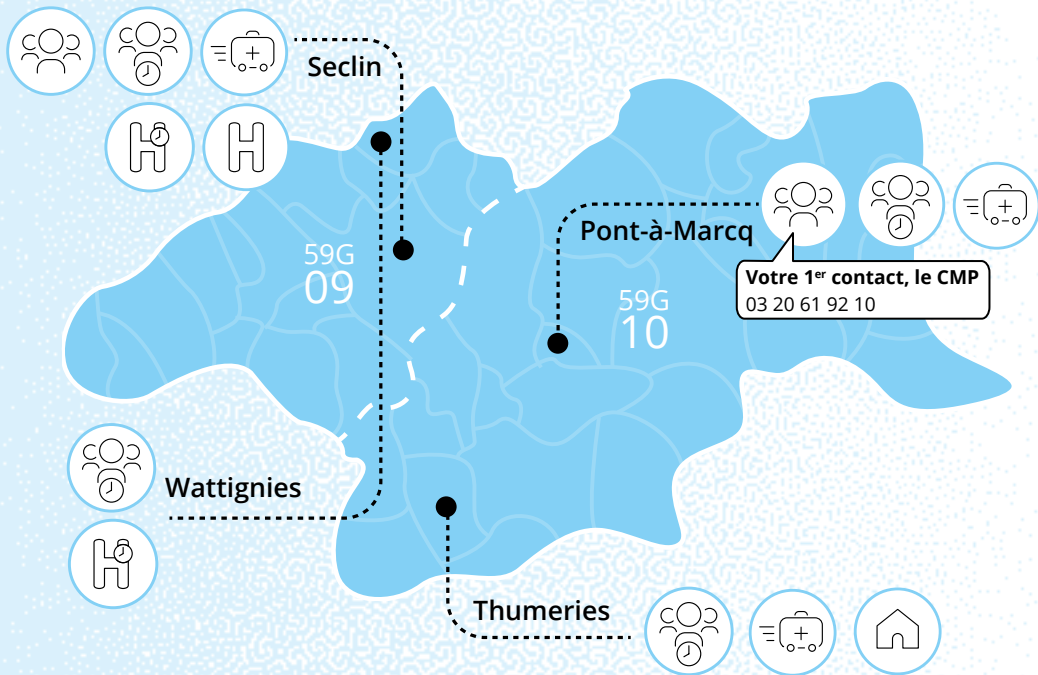 Seclin
59G
09
Pont-à-Marcq
Votre 1er contact, le CMP
03 20 61 92 10
59G
10
Wattignies
Thumeries